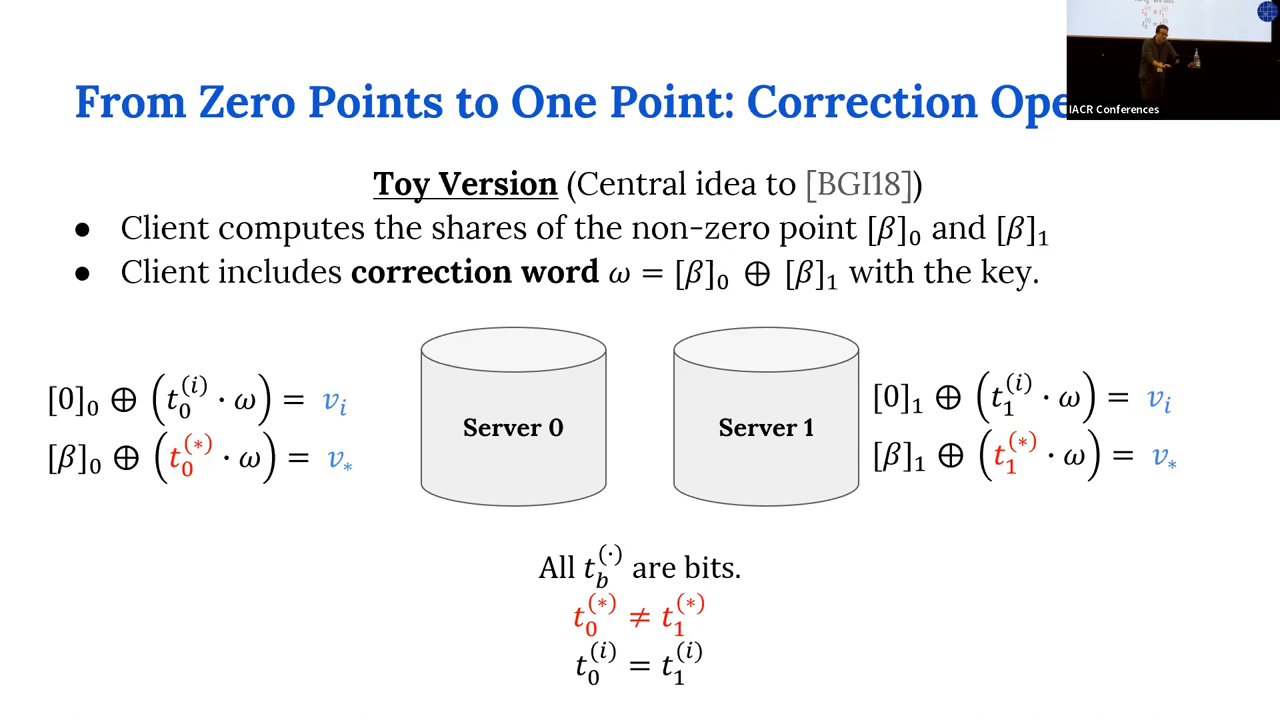 From Zero Points to One Point: Correction Ope
IACR Conferences
Toy Version (Central idea to [BGI18])
● Client computes the shares of the non-zero point [β]₀ and [β]₁
● Client includes correction word ω = [β]₀ ⊕ [β]₁ with the key.
[0]₀ ⊕ (t₀⁽ⁱ⁾ · ω) = vᵢ
[β]₀ ⊕ (t₀⁽*⁾ · ω) = v_*
Server 0
Server 1
[0]₁ ⊕ (t₁⁽ⁱ⁾ · ω) = vᵢ
[β]₁ ⊕ (t₁⁽*⁾ · ω) = v_*
All t_b⁽·⁾ are bits.
t₀⁽*⁾ ≠ t₁⁽*⁾
t₀⁽ⁱ⁾ = t₁⁽ⁱ⁾